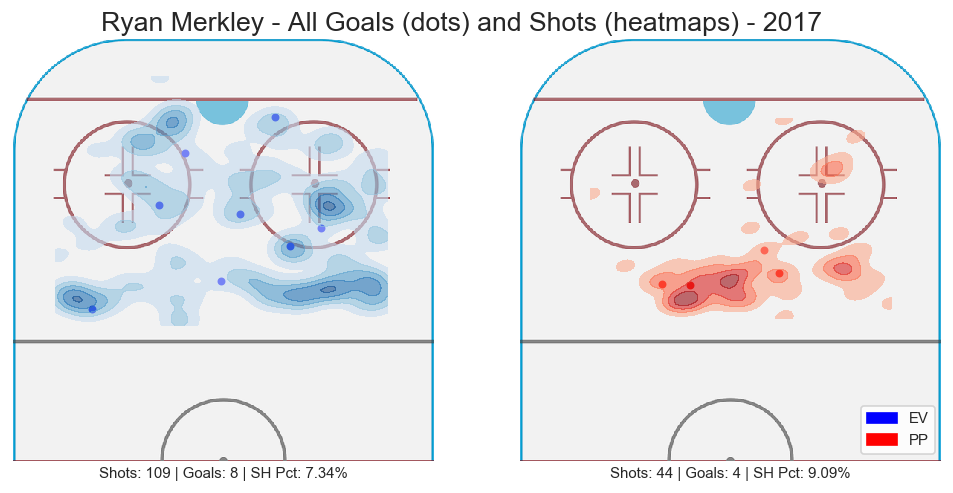 Ryan Merkley - All Goals (dots) and Shots (heatmaps) - 2017
EV
PP
Shots: 109 | Goals: 8 | SH Pct: 7.34%
Shots: 44 | Goals: 4 | SH Pct: 9.09%